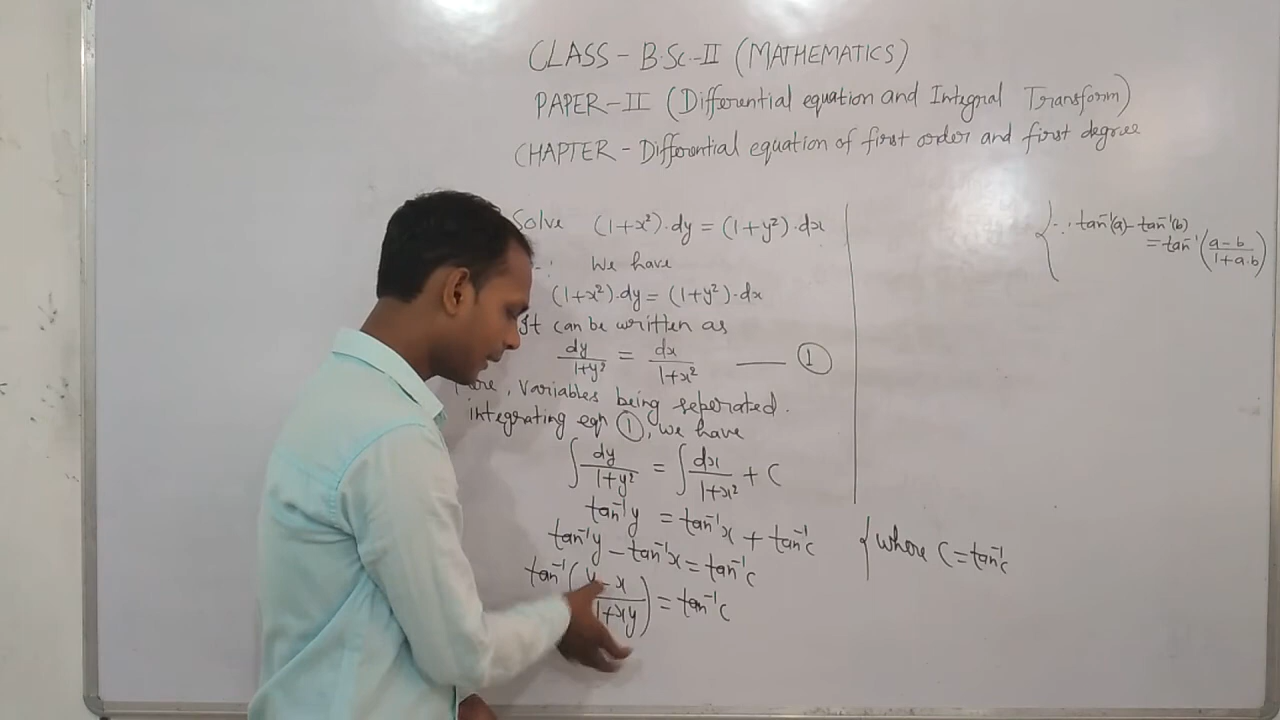 CLASS - B.Sc.-II (MATHEMATICS)
PAPER-II (Differential equation and Integral Transform)
CHAPTER - Differential equation of first order and first degree
Solve (1+x²).dy = (1+y²).dx
We have
(1+x²).dy = (1+y²).dx
It can be written as
dy/1+y² = dx/1+x² —— ①
, variables being seperated.
integrating eqn ①, we have
∫dy/1+y² = ∫dx/1+x² + C
tan⁻¹y = tan⁻¹x + tan⁻¹c
{ where C = tan⁻¹c
tan⁻¹y - tan⁻¹x = tan⁻¹c
tan⁻¹(y-x/1+xy) = tan⁻¹c
{ ∵ tan⁻¹(a) - tan⁻¹(b)
= tan⁻¹(a-b/1+a.b)